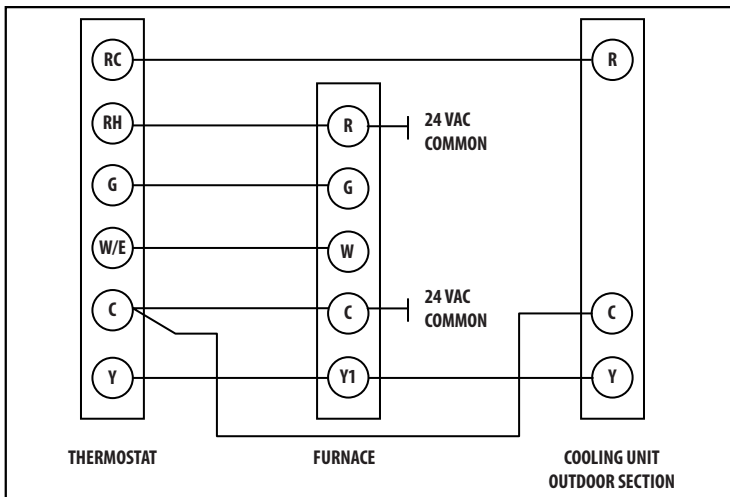 RC
R
RH
R
24 VAC
COMMON
G
G
W/E
W
C
C
24 VAC
COMMON
C
Y
Y1
Y
THERMOSTAT
FURNACE
COOLING UNIT
OUTDOOR SECTION